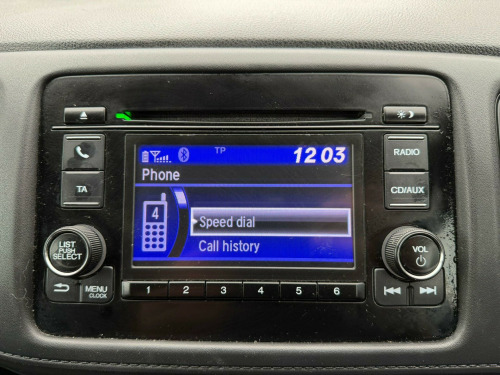 TP
12 03
Phone
4
Speed dial
Call history
RADIO
TA
CD/AUX
LIST
PUSH
SELECT
VOL
MENU
CLOCK
1 2 3 4 5 6